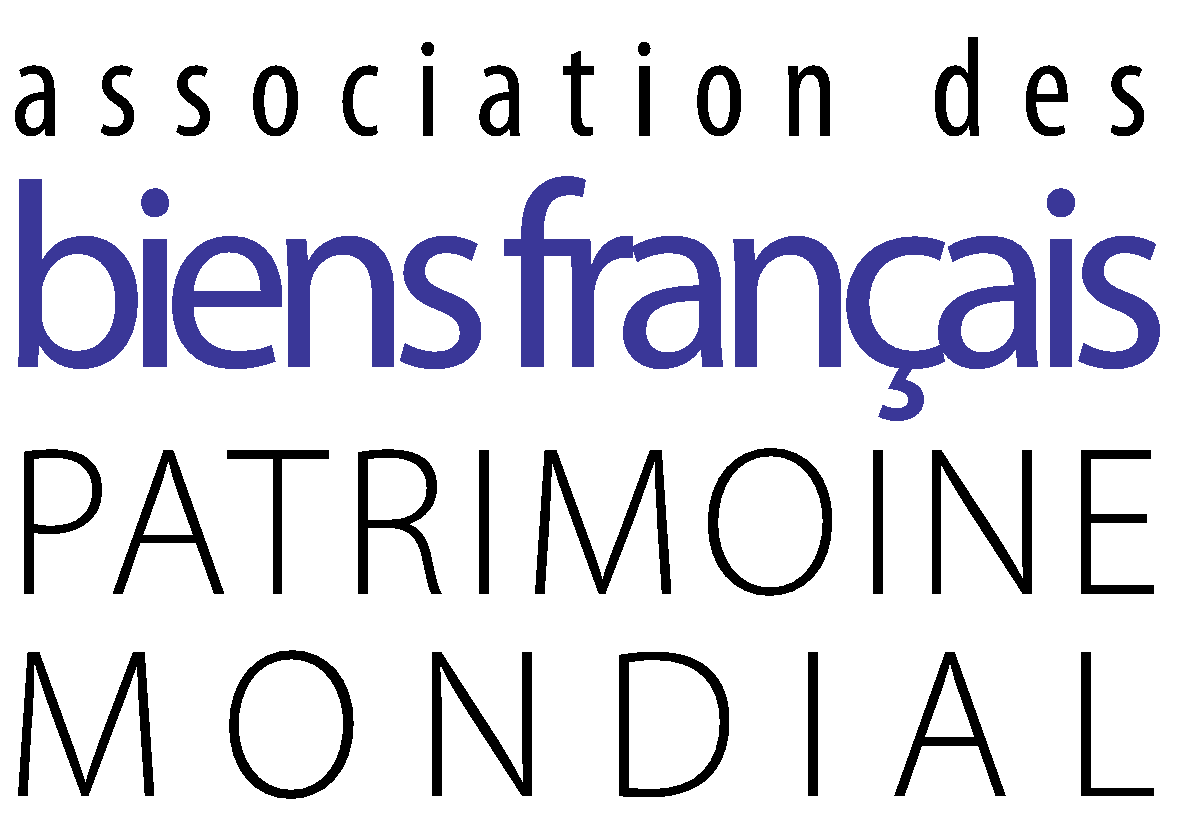 association des
biens français
PATRIMOINE
MONDIAL